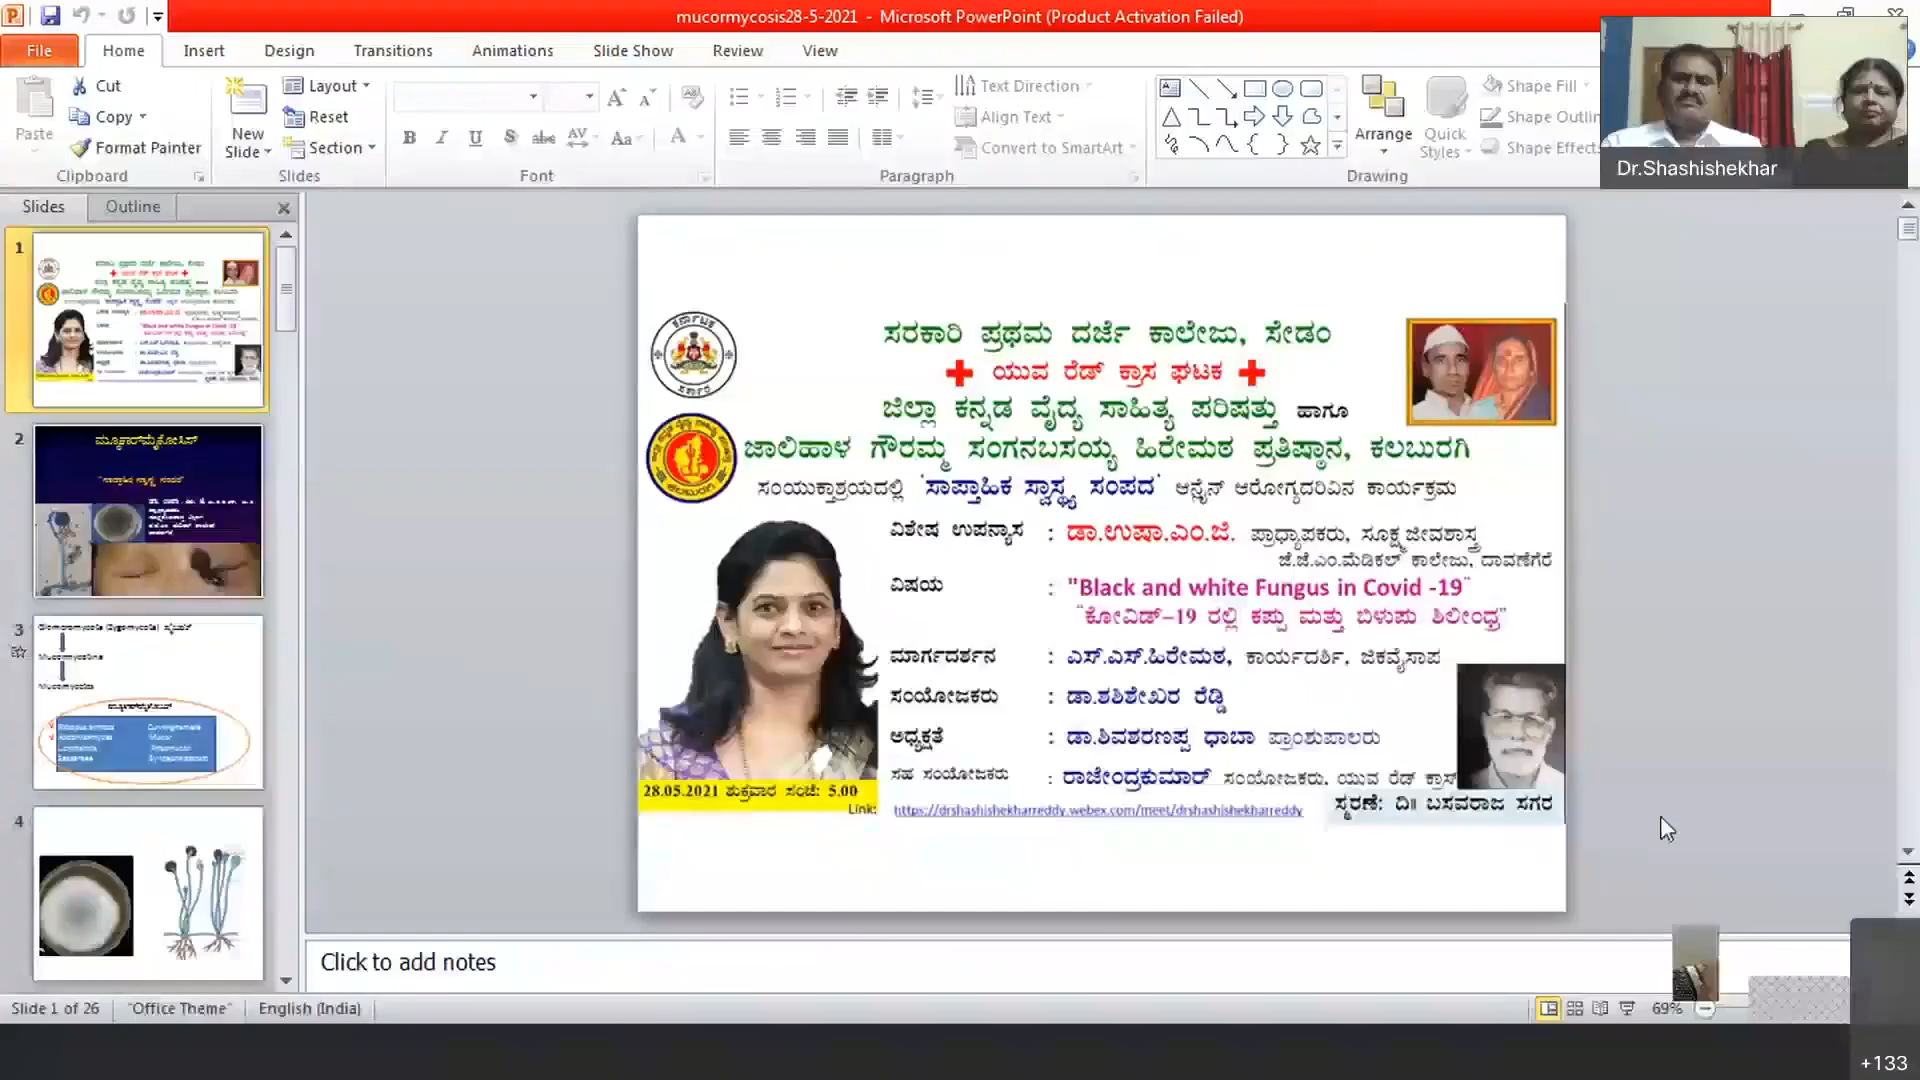 mucormycosis28-5-2021 - Microsoft PowerPoint (Product Activation Failed)
File Home Insert Design Transitions Animations Slide Show Review View
Paste
Cut
Copy
Format Painter
Clipboard
New Slide
Layout
Reset
Section
Slides
Font
Text Direction
Align Text
Convert to SmartArt
Paragraph
Arrange
Quick Styles
Shape Fill
Drawing
Dr.Shashishekhar
Slides Outline
1
2
3
4
ಸರಕಾರಿ ಪ್ರಥಮ ದರ್ಜೆ ಕಾಲೇಜು, ಸೇಡಂ
ಯುವ ರೆಡ್ ಕ್ರಾಸ ಘಟಕ
ಜಿಲ್ಲಾ ಕನ್ನಡ ವೈದ್ಯ ಸಾಹಿತ್ಯ ಪರಿಷತ್ತು ಹಾಗೂ
ಜಾಲಿಹಾಳ ಗೌರಮ್ಮ ಸಂಗನಬಸಯ್ಯ ಹಿರೇಮಠ ಪ್ರತಿಷ್ಠಾನ, ಕಲಬುರಗಿ
ಸಂಯುಕ್ತಾಶ್ರಯದಲ್ಲಿ 'ಸಾಪ್ತಾಹಿಕ ಸ್ವಾಸ್ಥ್ಯ ಸಂಪದ' ಆನ್ಲೈನ್ ಆರೋಗ್ಯದರಿವಿನ ಕಾರ್ಯಕ್ರಮ
ವಿಶೇಷ ಉಪನ್ಯಾಸ : ಡಾ.ಉಷಾ.ಎಂ.ಜಿ. ಪ್ರಾಧ್ಯಾಪಕರು, ಸೂಕ್ಷ್ಮಜೀವಶಾಸ್ತ್ರ
ಜೆ.ಜೆ.ಎಂ.ಮೆಡಿಕಲ್ ಕಾಲೇಜು, ದಾವಣೆಗೆರೆ
ವಿಷಯ : "Black and white Fungus in Covid -19"
"ಕೋವಿಡ್-19 ರಲ್ಲಿ ಕಪ್ಪು ಮತ್ತು ಬಿಳುಪು ಶಿಲೀಂಧ್ರ"
ಮಾರ್ಗದರ್ಶನ : ಎಸ್.ಎಸ್.ಹಿರೇಮಠ, ಕಾರ್ಯದರ್ಶಿ, ಜಿಕವೈಸಾಪ
ಸಂಯೋಜಕರು : ಡಾ.ಶಶಿಶೇಖರ ರೆಡ್ಡಿ
ಅಧ್ಯಕ್ಷತೆ : ಡಾ.ಶಿವಶರಣಪ್ಪ ಧಾಬಾ ಪ್ರಾಂಶುಪಾಲರು
ಸಹ ಸಂಯೋಜಕರು : ರಾಜೇಂದ್ರಕುಮಾರ್ ಸಂಯೋಜಕರು, ಯುವ ರೆಡ್ ಕ್ರಾಸ್
28.05.2021 ಶುಕ್ರವಾರ ಸಂಜೆ: 5.00
Link: https://drshashishekharreddy.webex.com/meet/drshashishekharreddy
ಸ್ಮರಣೆ: ದಿ॥ ಬಸವರಾಜ ಸಗರ
Click to add notes
Slide 1 of 26 "Office Theme" English (India) 69%
+133